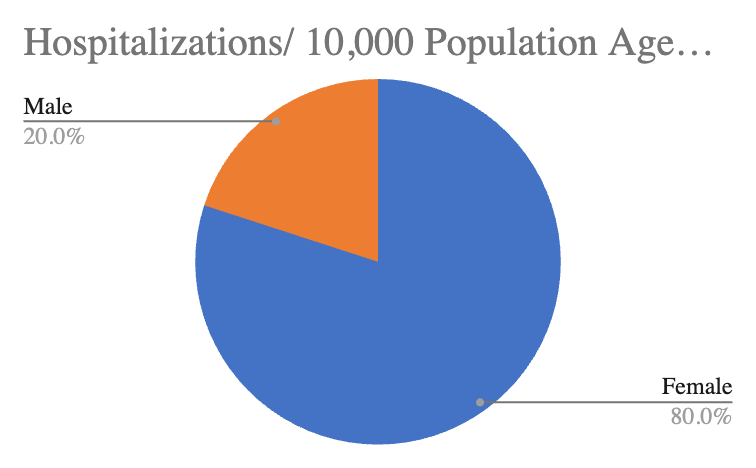 Hospitalizations/ 10,000 Population Age…
Male
20.0%
Female
80.0%